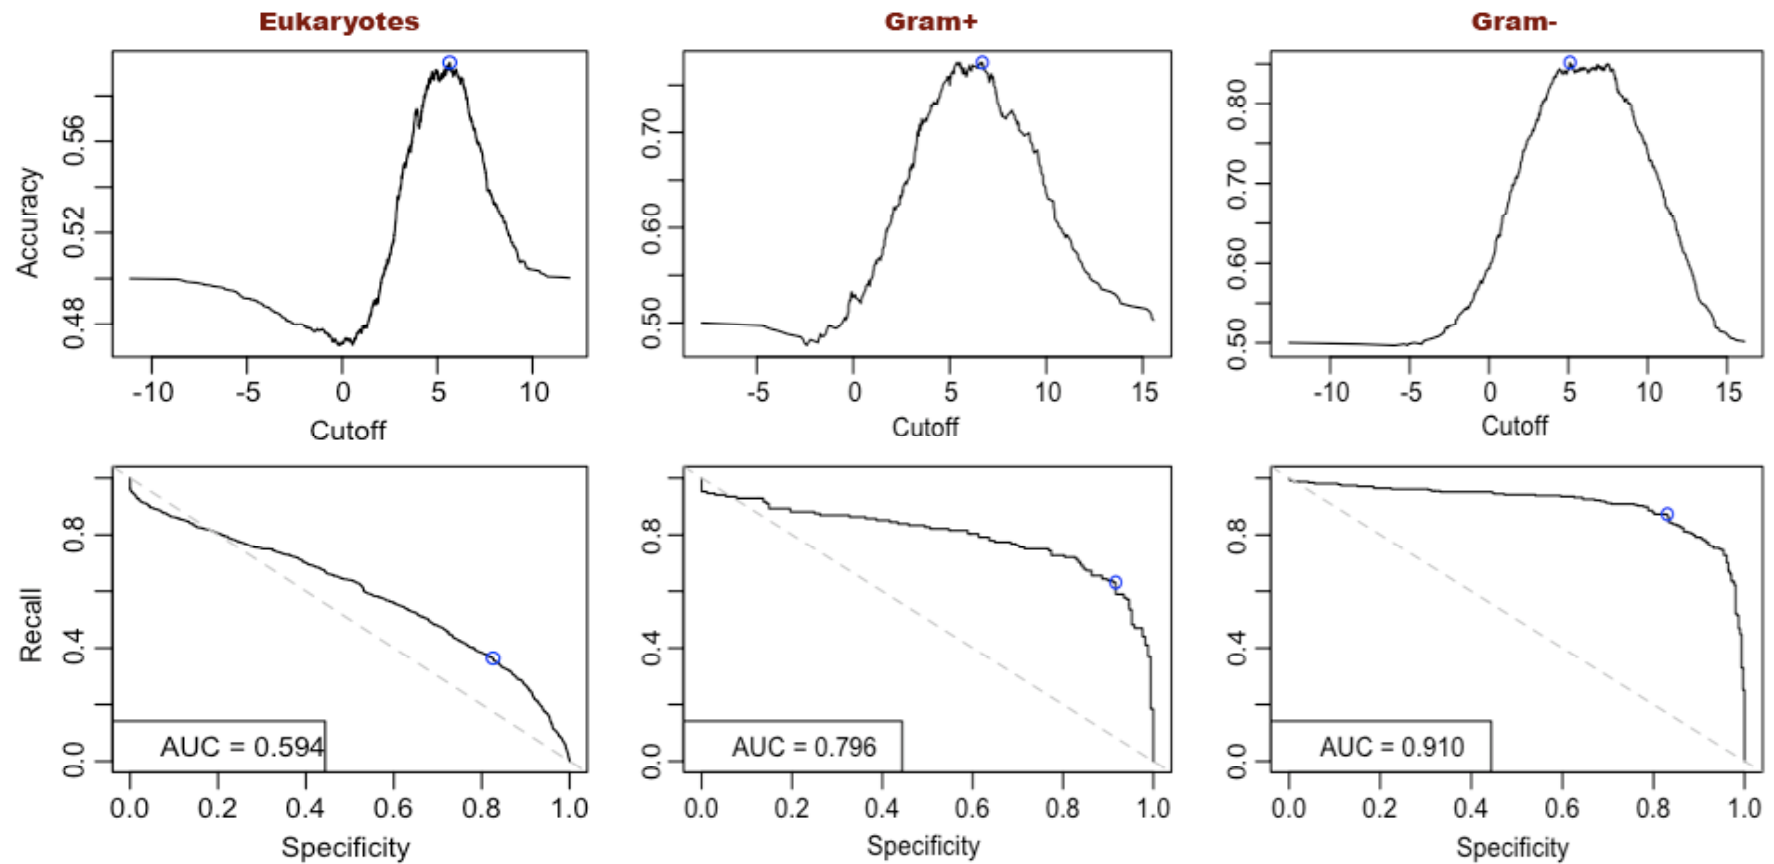 Eukaryotes
Gram+
Gram-
Accuracy
0.48 0.52 0.56
-10 -5 0 5 10
Cutoff
0.50 0.60 0.70
-5 0 5 10 15
Cutoff
0.50 0.60 0.70 0.80
-10 -5 0 5 10 15
Cutoff
Recall
0.0 0.4 0.8
AUC = 0.594
0.0 0.2 0.4 0.6 0.8 1.0
Specificity
0.0 0.4 0.8
AUC = 0.796
0.0 0.2 0.4 0.6 0.8 1.0
Specificity
0.0 0.4 0.8
AUC = 0.910
0.0 0.2 0.4 0.6 0.8 1.0
Specificity